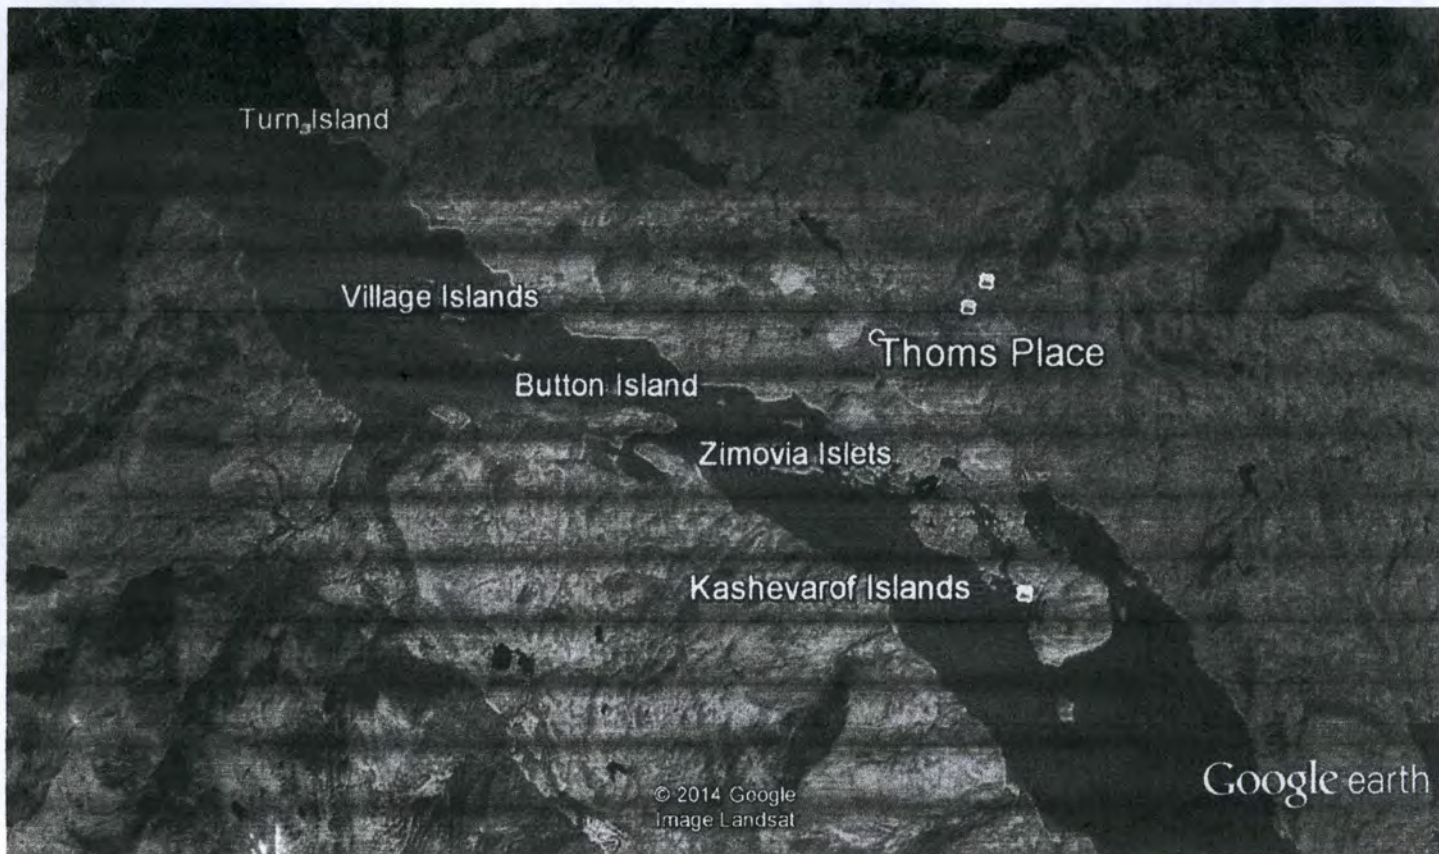 Turn Island
Village Islands
Thoms Place
Button Island
Zimovia Islets
Kashevarof Islands
Google earth
© 2014 Google
Image Landsat